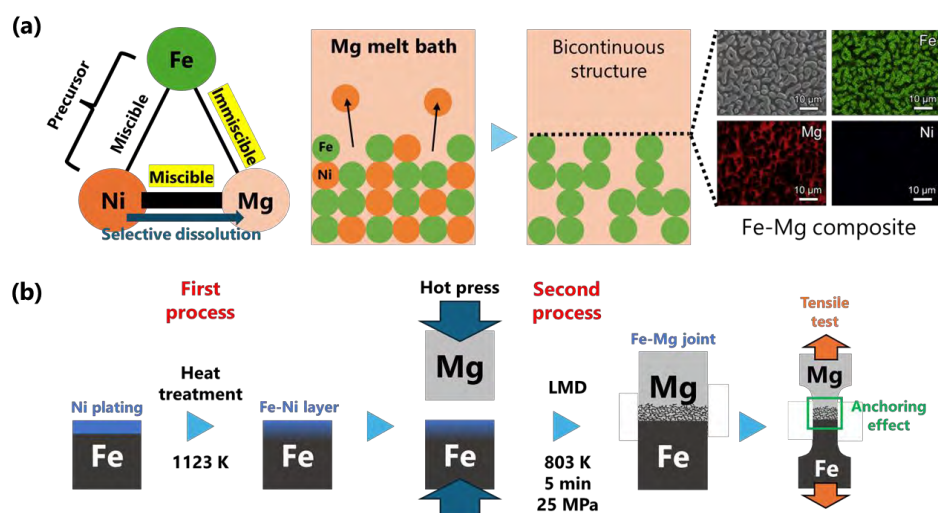 (a)
Precursor
Fe
Miscible
Immiscible
Miscible
Ni
Mg
Selective dissolution
Mg melt bath
Fe
Ni
Bicontinuous
structure
10 μm
Fe
10 μm
Mg
10 μm
Ni
10 μm
Fe-Mg composite
(b)
First
process
Ni plating
Fe
Heat
treatment
1123 K
Fe-Ni layer
Fe
Hot press
Mg
Fe
Second
process
LMD
803 K
5 min
25 MPa
Fe-Mg joint
Mg
Fe
Tensile
test
Mg
Anchoring
effect
Fe